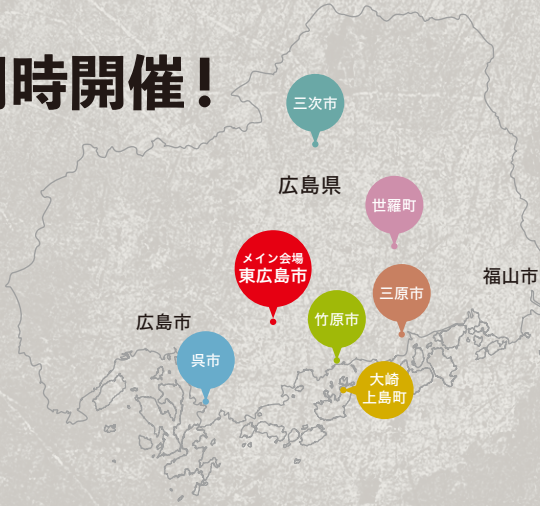 時開催!
三次市
広島県
世羅町
メイン会場
東広島市
福山市
三原市
竹原市
広島市
呉市
大崎
上島町